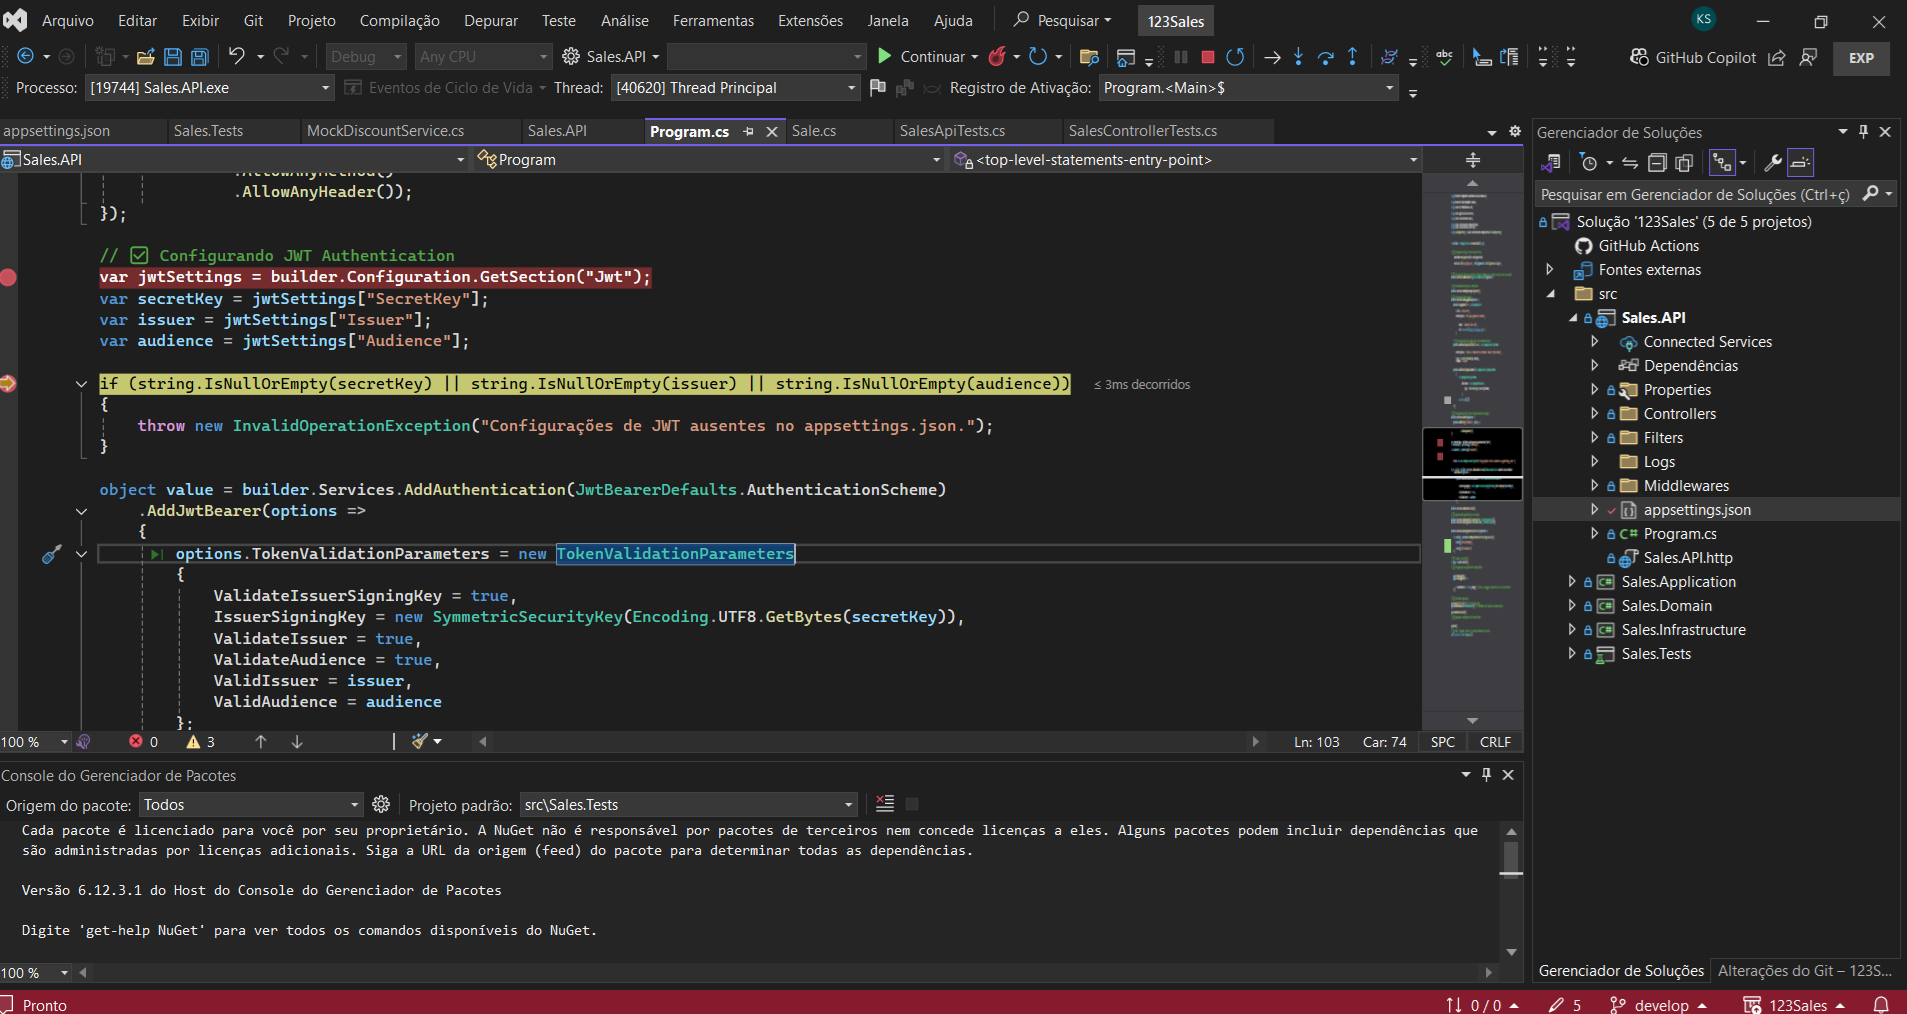 Arquivo Editar Exibir Git Projeto Compilação Depurar Teste Análise Ferramentas Extensões Janela Ajuda Pesquisar 123Sales KS
Debug Any CPU Sales.API Continuar GitHub Copilot EXP
Processo: [19744] Sales.API.exe Eventos de Ciclo de Vida Thread: [40620] Thread Principal Registro de Ativação: Program.<Main>$
appsettings.json Sales.Tests MockDiscountService.cs Sales.API Program.cs Sale.cs SalesApiTests.cs SalesControllerTests.cs
Sales.API Program <top-level-statements-entry-point>
.AllowAnyMethod()
.AllowAnyHeader());
});
// ✅ Configurando JWT Authentication
var jwtSettings = builder.Configuration.GetSection("Jwt");
var secretKey = jwtSettings["SecretKey"];
var issuer = jwtSettings["Issuer"];
var audience = jwtSettings["Audience"];
if (string.IsNullOrEmpty(secretKey) || string.IsNullOrEmpty(issuer) || string.IsNullOrEmpty(audience)) ≤ 3ms decorridos
{
throw new InvalidOperationException("Configurações de JWT ausentes no appsettings.json.");
}
object value = builder.Services.AddAuthentication(JwtBearerDefaults.AuthenticationScheme)
.AddJwtBearer(options =>
{
options.TokenValidationParameters = new TokenValidationParameters
{
ValidateIssuerSigningKey = true,
IssuerSigningKey = new SymmetricSecurityKey(Encoding.UTF8.GetBytes(secretKey)),
ValidateIssuer = true,
ValidateAudience = true,
ValidIssuer = issuer,
ValidAudience = audience
};
100 % 0 3 Ln: 103 Car: 74 SPC CRLF
Console do Gerenciador de Pacotes
Origem do pacote: Todos Projeto padrão: src\Sales.Tests
Cada pacote é licenciado para você por seu proprietário. A NuGet não é responsável por pacotes de terceiros nem concede licenças a eles. Alguns pacotes podem incluir dependências que
são administradas por licenças adicionais. Siga a URL da origem (feed) do pacote para determinar todas as dependências.
Versão 6.12.3.1 do Host do Console do Gerenciador de Pacotes
Digite 'get-help NuGet' para ver todos os comandos disponíveis do NuGet.
100 %
Gerenciador de Soluções
Pesquisar em Gerenciador de Soluções (Ctrl+ç)
Solução '123Sales' (5 de 5 projetos)
GitHub Actions
Fontes externas
src
Sales.API
Connected Services
Dependências
Properties
Controllers
Filters
Logs
Middlewares
appsettings.json
Program.cs
Sales.API.http
Sales.Application
Sales.Domain
Sales.Infrastructure
Sales.Tests
Gerenciador de Soluções Alterações do Git – 123S...
Pronto 0 / 0 5 develop 123Sales